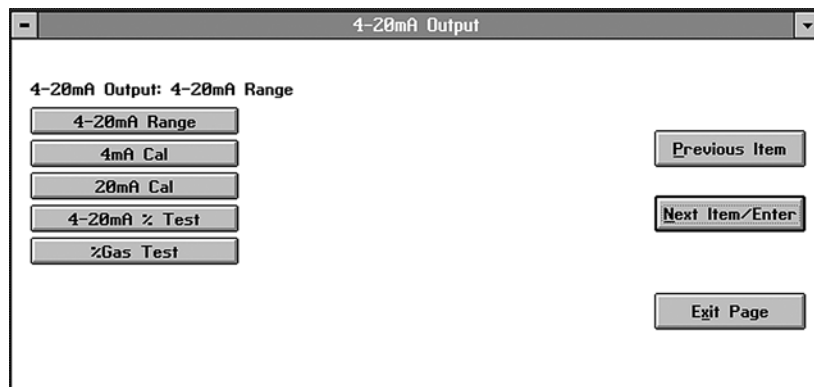 4-20mA Output
4-20mA Output: 4-20mA Range
4-20mA Range
4mA Cal
20mA Cal
4-20mA % Test
%Gas Test
Previous Item
Next Item/Enter
Exit Page